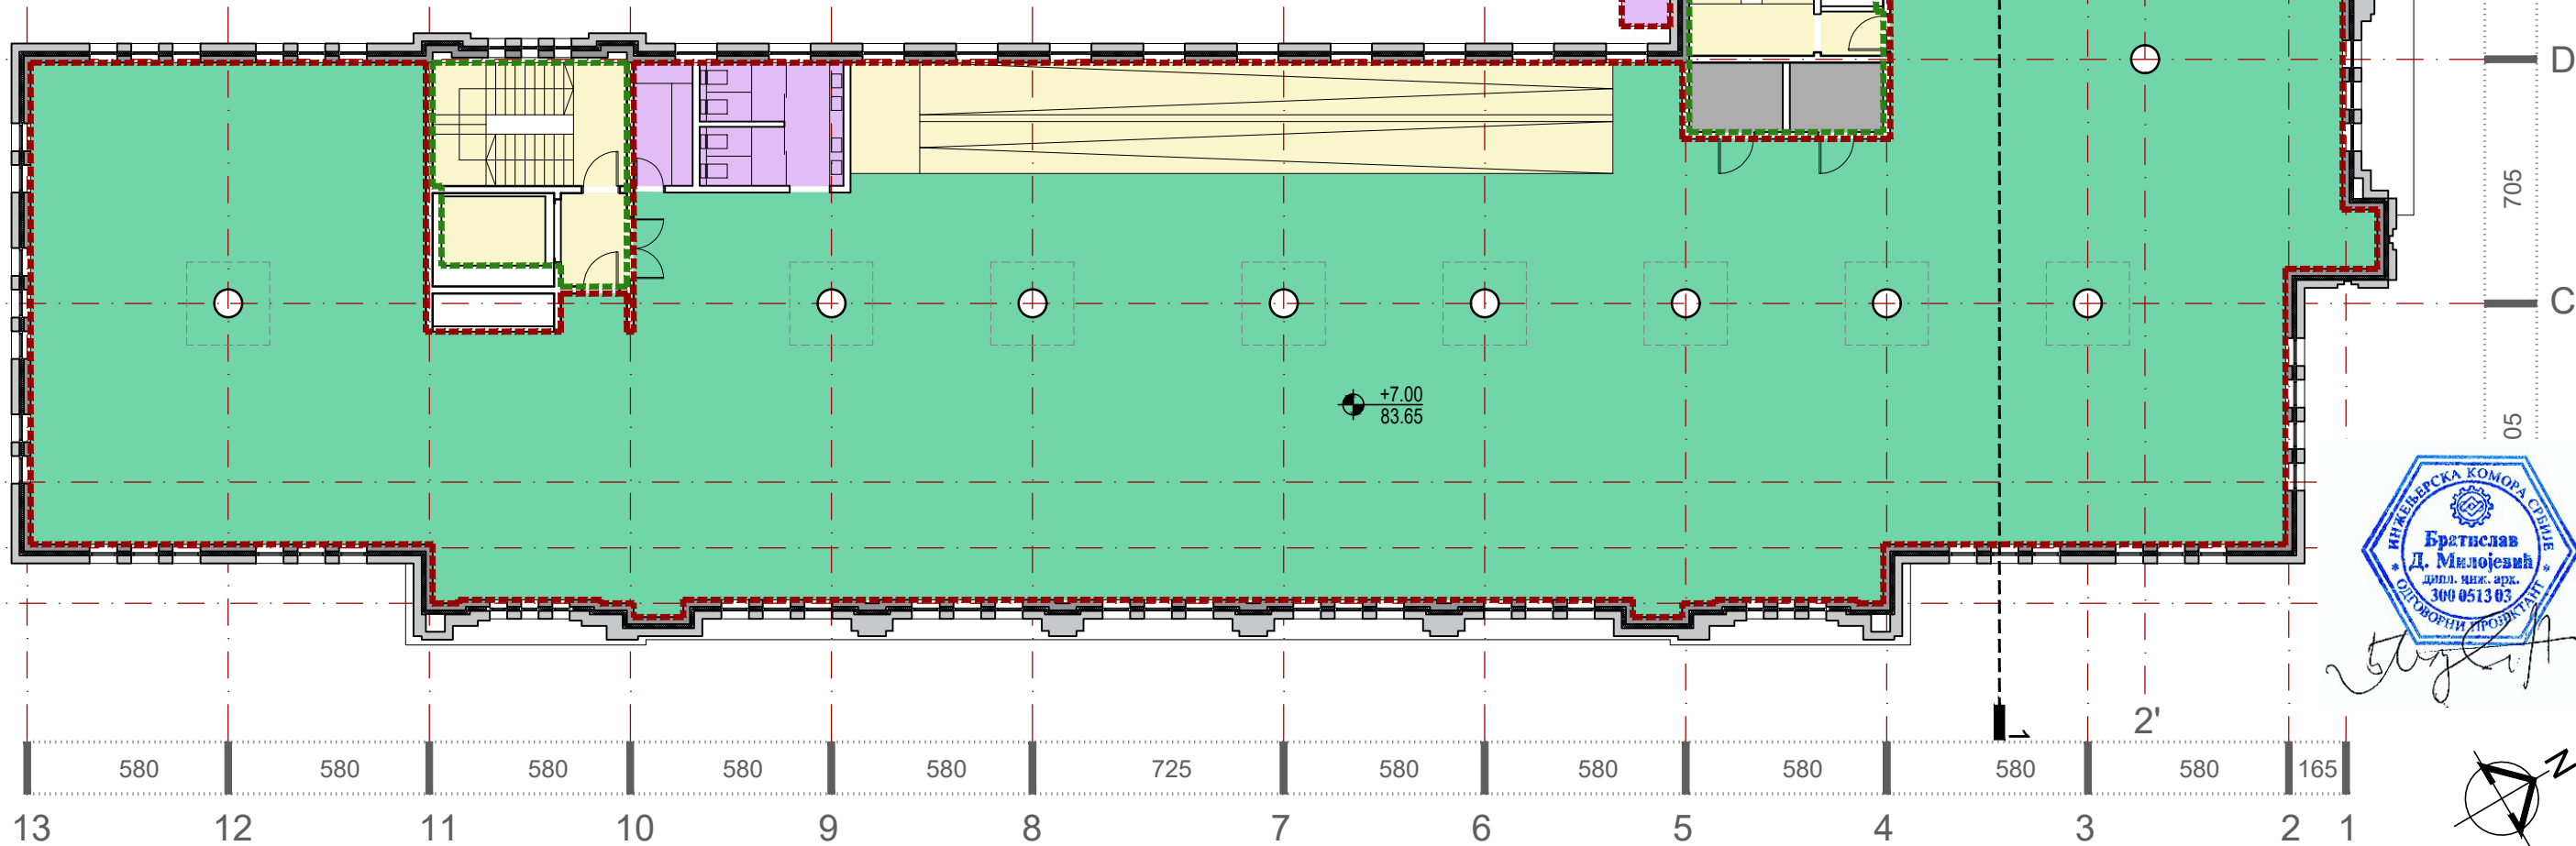 D
705
C
+7.00
83.65
05
ИНЖЕЊЕРСКА КОМОРА СРБИЈЕ
Братислав
Д. Милојевић
дипл. инж. арх.
300 0513 03
ОДГОВОРНИ ПРОЈЕКТАНТ
1
2'
N
580 580 580 580 580 725 580 580 580 580 580 165
13 12 11 10 9 8 7 6 5 4 3 2 1